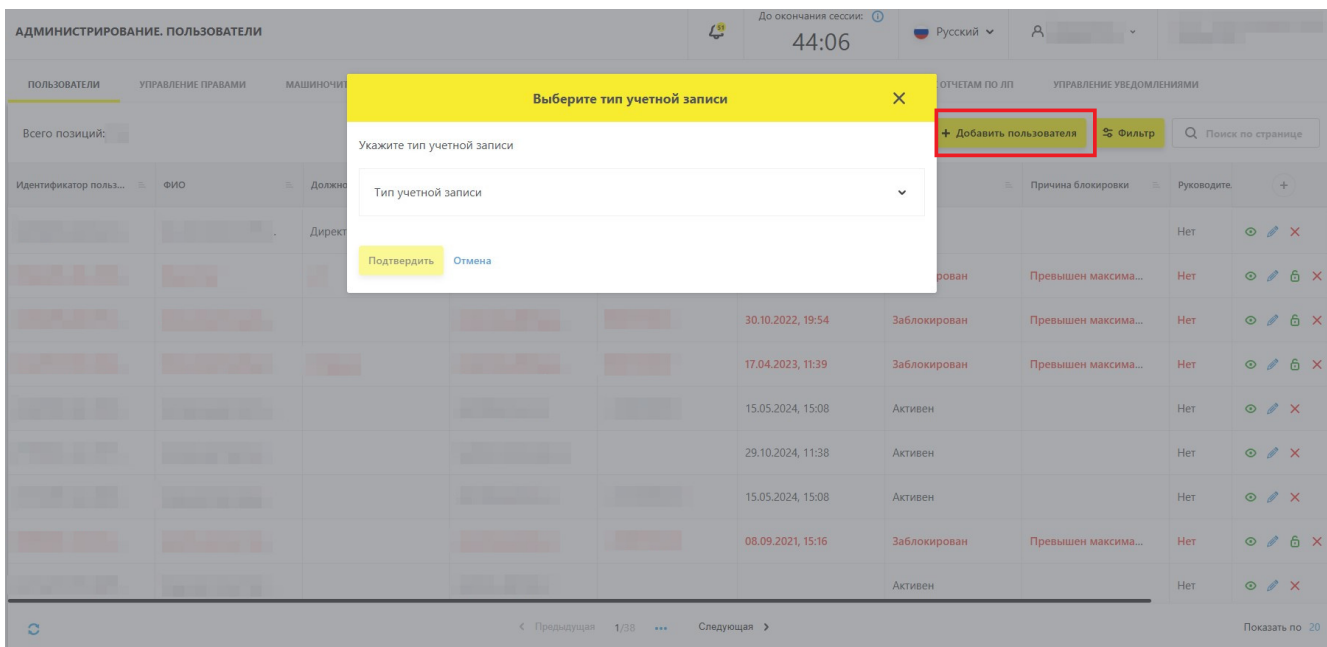 АДМИНИСТРИРОВАНИЕ. ПОЛЬЗОВАТЕЛИ
До окончания сессии:
44:06
Русский
ПОЛЬЗОВАТЕЛИ УПРАВЛЕНИЕ ПРАВАМИ ОТЧЕТАМ ПО ЛП УПРАВЛЕНИЕ УВЕДОМЛЕНИЯМИ
Выберите тип учетной записи
Всего позиций: + Добавить пользователя Фильтр Поиск по странице
Укажите тип учетной записи
Идентификатор польз... ФИО Причина блокировки
Тип учетной записи
Нет
Подтвердить Отмена
Превышен максима... Нет
30.10.2022, 19:54 Заблокирован Превышен максима... Нет
17.04.2023, 11:39 Заблокирован Превышен максима... Нет
15.05.2024, 15:08 Активен Нет
29.10.2024, 11:38 Активен Нет
15.05.2024, 15:08 Активен Нет
08.09.2021, 15:16 Заблокирован Превышен максима... Нет
Активен Нет
Предыдущая 1/38 ... Следующая Показать по 20